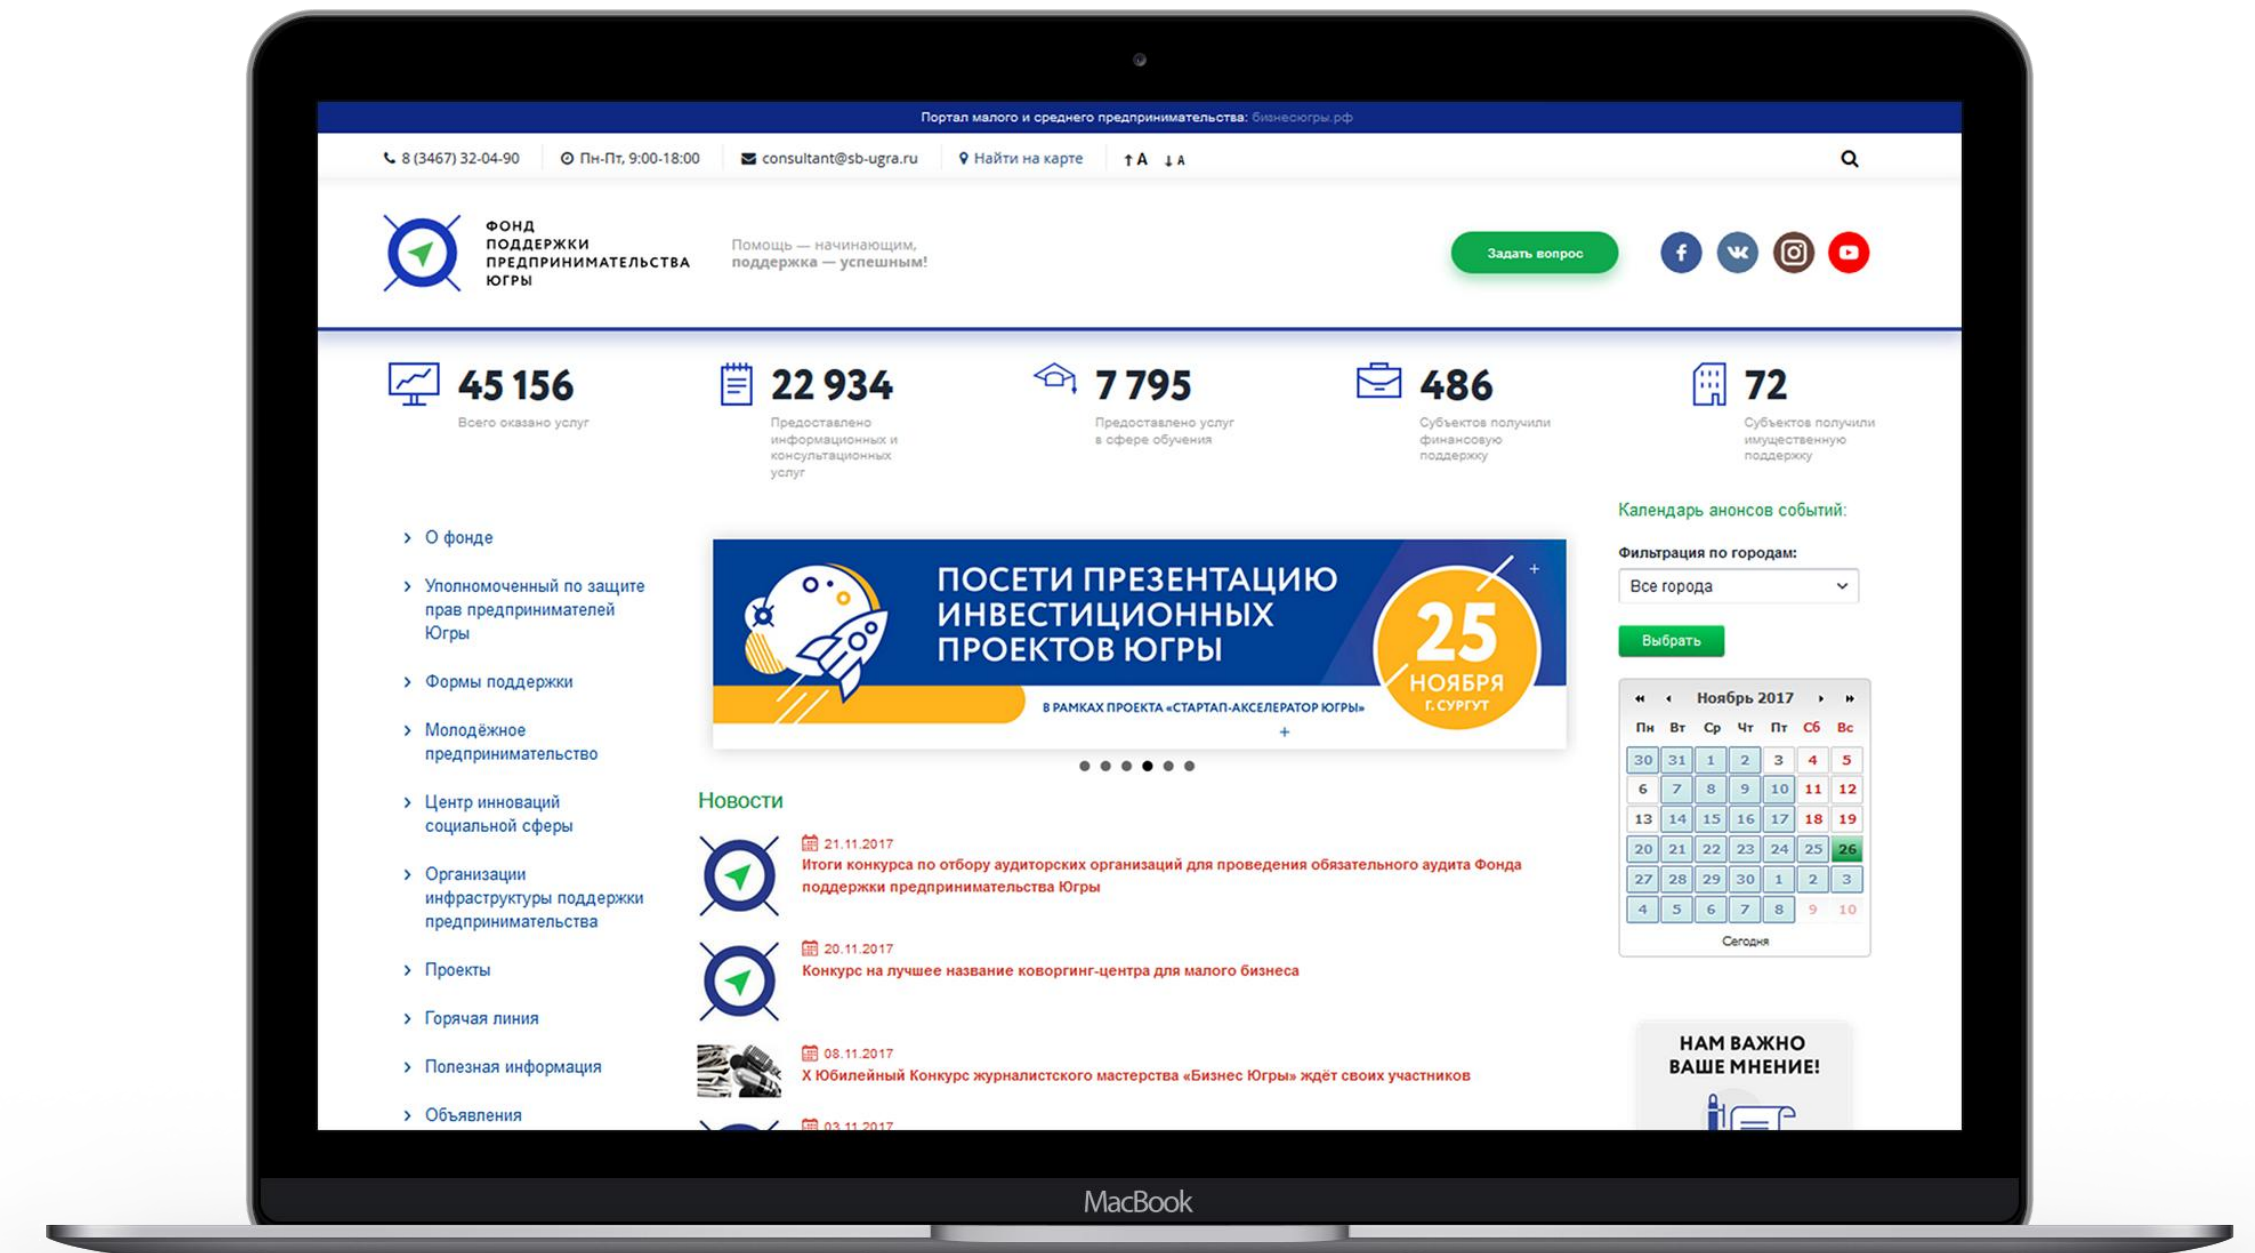 Портал малого и среднего предпринимательства: бизнесюгры.рф
8 (3467) 32-04-90
Пн-Пт, 9:00-18:00
consultant@sb-ugra.ru
Найти на карте
↑A ↓A
ФОНД
ПОДДЕРЖКИ
ПРЕДПРИНИМАТЕЛЬСТВА
ЮГРЫ
Помощь — начинающим,
поддержка — успешным!
Задать вопрос
45 156
Всего оказано услуг
22 934
Предоставлено
информационных и
консультационных
услуг
7 795
Предоставлено услуг
в сфере обучения
486
Субъектов получили
финансовую
поддержку
72
Субъектов получили
имущественную
поддержку
О фонде
Уполномоченный по защите
прав предпринимателей
Югры
Формы поддержки
Молодёжное
предпринимательство
Центр инноваций
социальной сферы
Организации
инфраструктуры поддержки
предпринимательства
Проекты
Горячая линия
Полезная информация
Объявления
ПОСЕТИ ПРЕЗЕНТАЦИЮ
ИНВЕСТИЦИОННЫХ
ПРОЕКТОВ ЮГРЫ
В РАМКАХ ПРОЕКТА «СТАРТАП-АКСЕЛЕРАТОР ЮГРЫ»
25
НОЯБРЯ
Г. СУРГУТ
Новости
21.11.2017
Итоги конкурса по отбору аудиторских организаций для проведения обязательного аудита Фонда
поддержки предпринимательства Югры
20.11.2017
Конкурс на лучшее название коворгинг-центра для малого бизнеса
08.11.2017
X Юбилейный Конкурс журналистского мастерства «Бизнес Югры» ждёт своих участников
03.11.2017
Календарь анонсов событий:
Фильтрация по городам:
Все города
Выбрать
Ноябрь 2017
Пн Вт Ср Чт Пт Сб Вс
30 31 1 2 3 4 5
6 7 8 9 10 11 12
13 14 15 16 17 18 19
20 21 22 23 24 25 26
27 28 29 30 1 2 3
4 5 6 7 8 9 10
Сегодня
НАМ ВАЖНО
ВАШЕ МНЕНИЕ!
MacBook